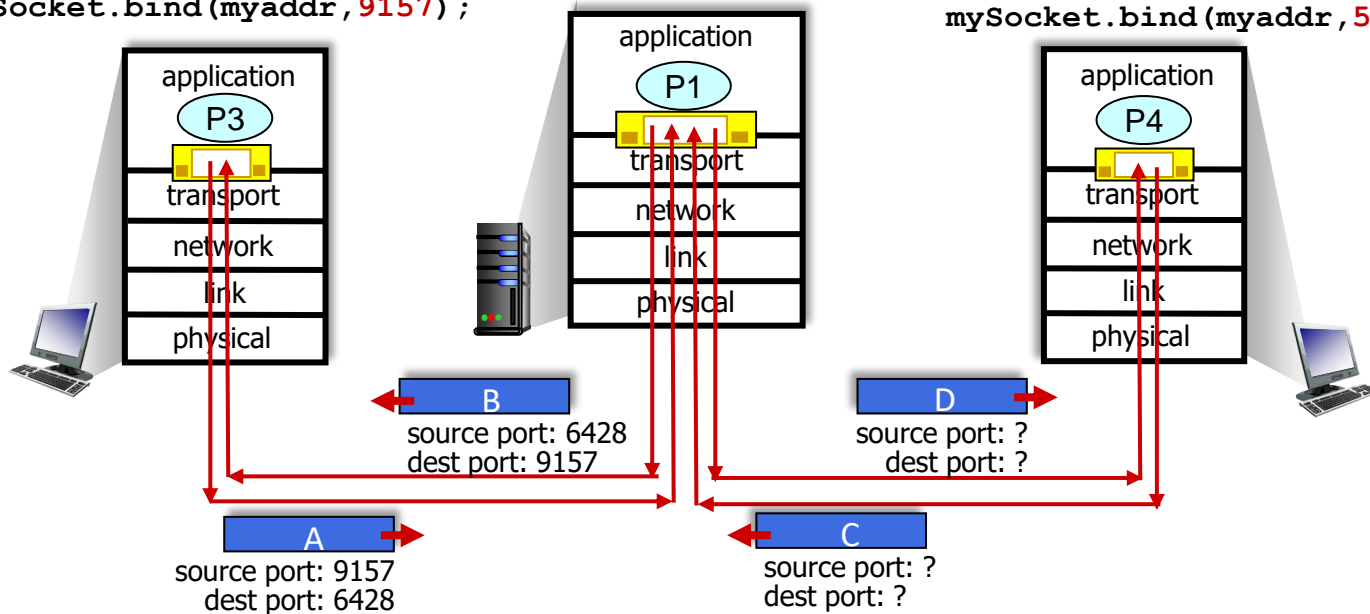 Socket.bind(myaddr,9157);
mySocket.bind(myaddr,5
application
P3
transport
network
link
physical
application
P1
transport
network
link
physical
application
P4
transport
network
link
physical
B
source port: 6428
dest port: 9157
D
source port: ?
dest port: ?
A
source port: 9157
dest port: 6428
C
source port: ?
dest port: ?